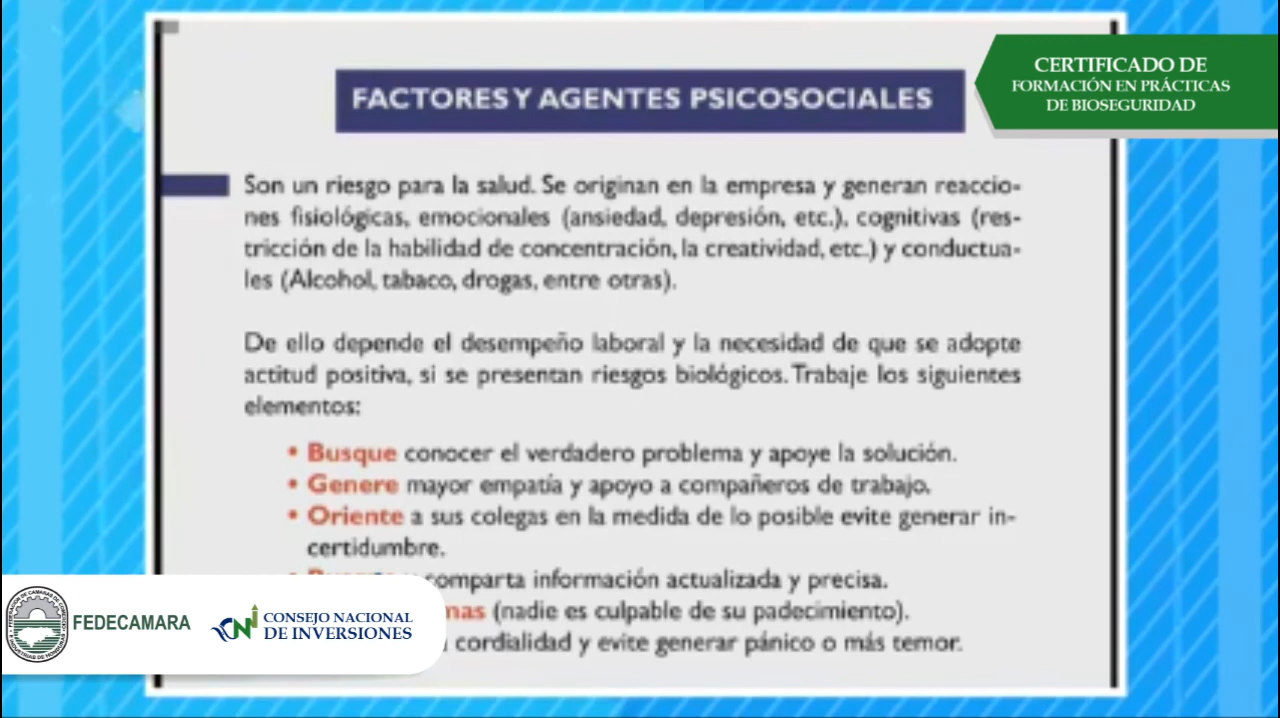 FACTORES Y AGENTES PSICOSOCIALES
CERTIFICADO DE
FORMACIÓN EN PRÁCTICAS
DE BIOSEGURIDAD
Son un riesgo para la salud. Se originan en la empresa y generan reaccio-
nes fisiológicas, emocionales (ansiedad, depresión, etc.), cognitivas (res-
tricción de la habilidad de concentración, la creatividad, etc.) y conductua-
les (Alcohol, tabaco, drogas, entre otras).
De ello depende el desempeño laboral y la necesidad de que se adopte
actitud positiva, si se presentan riesgos biológicos. Trabaje los siguientes
elementos:
• Busque conocer el verdadero problema y apoye la solución.
• Genere mayor empatía y apoyo a compañeros de trabajo.
• Oriente a sus colegas en la medida de lo posible evite generar in-
certidumbre.
comparta información actualizada y precisa.
(nadie es culpable de su padecimiento).
cordialidad y evite generar pánico o más temor.
FEDECAMARA
CNI CONSEJO NACIONAL
DE INVERSIONES